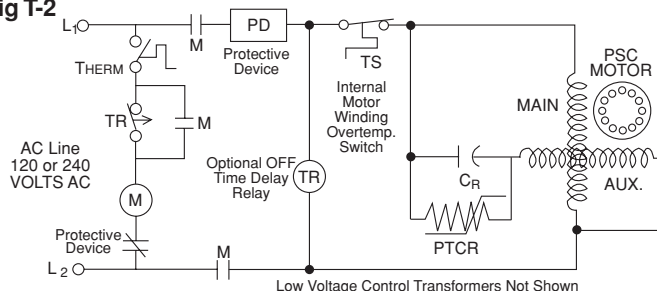 Fig T-2
L1
M
PD
Protective
Device
TS
Internal
Motor
Winding
Overtemp.
Switch
THERM
TR
M
AC Line
120 or 240
VOLTS AC
M
Protective
Device
L2
M
Optional OFF
Time Delay
Relay
TR
CR
PTCR
MAIN
PSC
MOTOR
AUX.
Low Voltage Control Transformers Not Shown